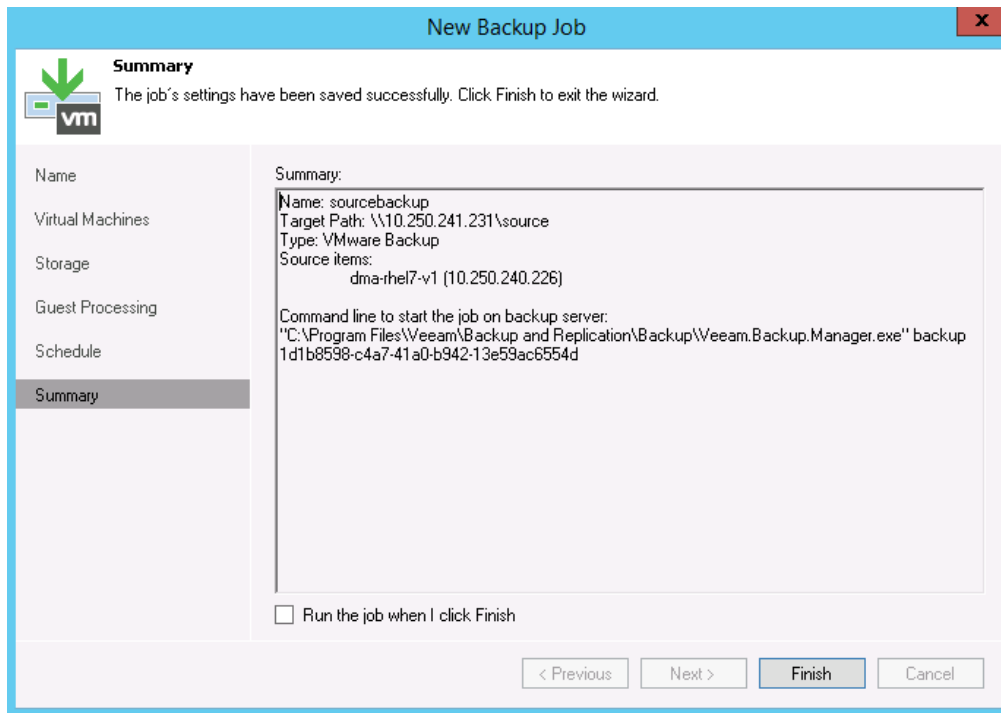 New Backup Job
x
Summary
The job´s settings have been saved successfully. Click Finish to exit the wizard.
vm
Name
Virtual Machines
Storage
Guest Processing
Schedule
Summary
Summary:
Name: sourcebackup
Target Path: \\10.250.241.231\source
Type: VMware Backup
Source items:
dma-rhel7-v1 (10.250.240.226)
Command line to start the job on backup server:
"C:\Program Files\Veeam\Backup and Replication\Backup\Veeam.Backup.Manager.exe" backup
1d1b8598-c4a7-41a0-b942-13e59ac6554d
Run the job when I click Finish
< Previous
Next >
Finish
Cancel